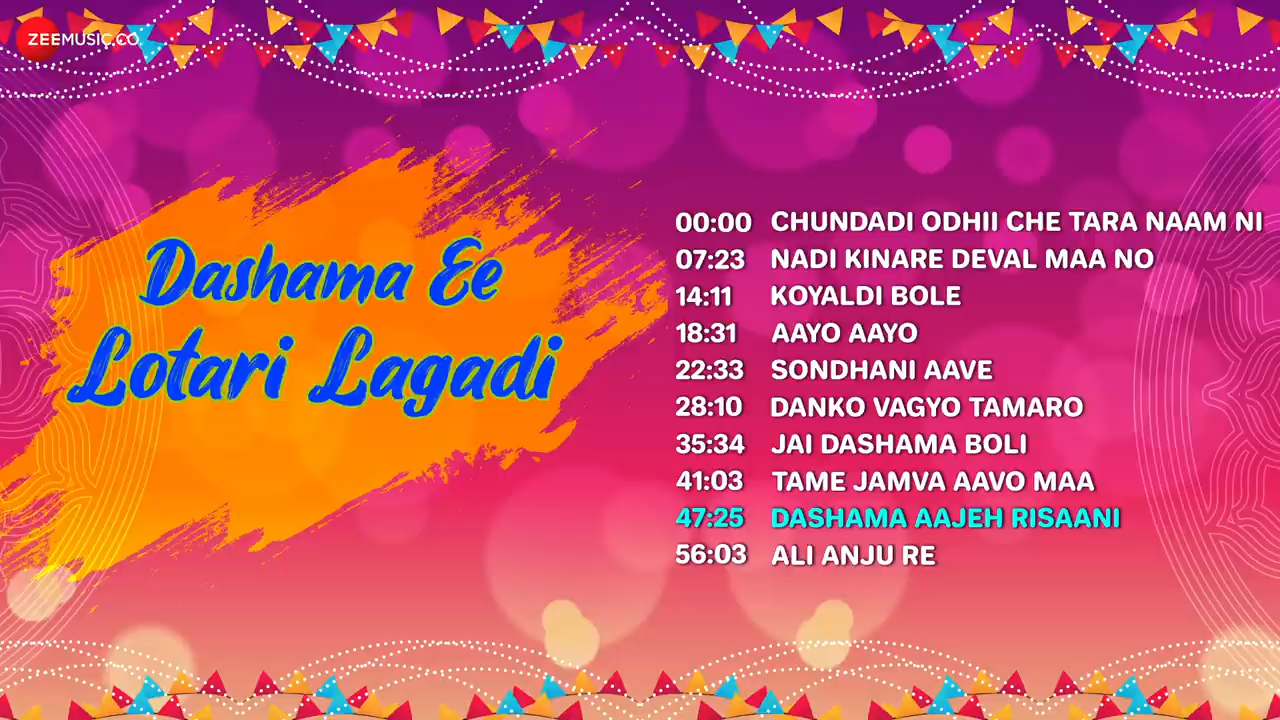 ZEEMUSIC.CO
Dashama Ee
Lotari Lagadi
00:00 CHUNDADI ODHII CHE TARA NAAM NI
07:23 NADI KINARE DEVAL MAA NO
14:11 KOYALDI BOLE
18:31 AAYO AAYO
22:33 SONDHANI AAVE
28:10 DANKO VAGYO TAMARO
35:34 JAI DASHAMA BOLI
41:03 TAME JAMVA AAVO MAA
47:25 DASHAMA AAJEH RISAANI
56:03 ALI ANJU RE